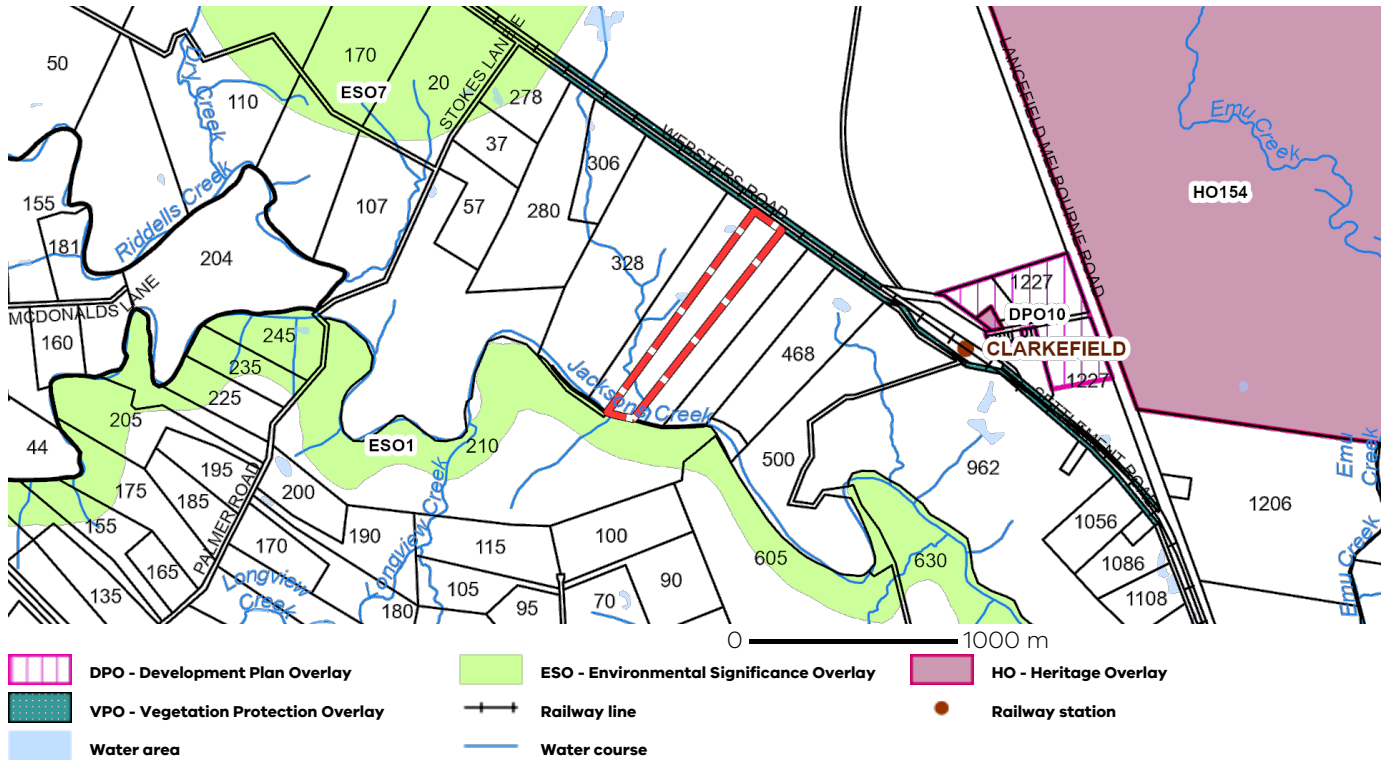 50
170
20
STOKES LANE
278
Dry Creek
110
ESO7
37
306
WEBSTERS ROAD
LANCEFIELD-MELBOURNE ROAD
Emu Creek
HO154
155
181
Riddells Creek
204
107
57
280
328
MCDONALDS LANE
160
245
235
225
205
44
1227
DPO10
CLARKEFIELD
1227
468
Jacksons Creek
ESO1
210
500
962
SETTLEMENT ROAD
Emu Creek
1206
195
185
175
155
165
135
PALMER ROAD
200
190
170
Longview Creek
Longview
Creek
180
115
105
95
100
90
70
605
630
1056
1086
1108
Emu Creek
0 1000 m
DPO - Development Plan Overlay
ESO - Environmental Significance Overlay
HO - Heritage Overlay
VPO - Vegetation Protection Overlay
Railway line
Railway station
Water area
Water course